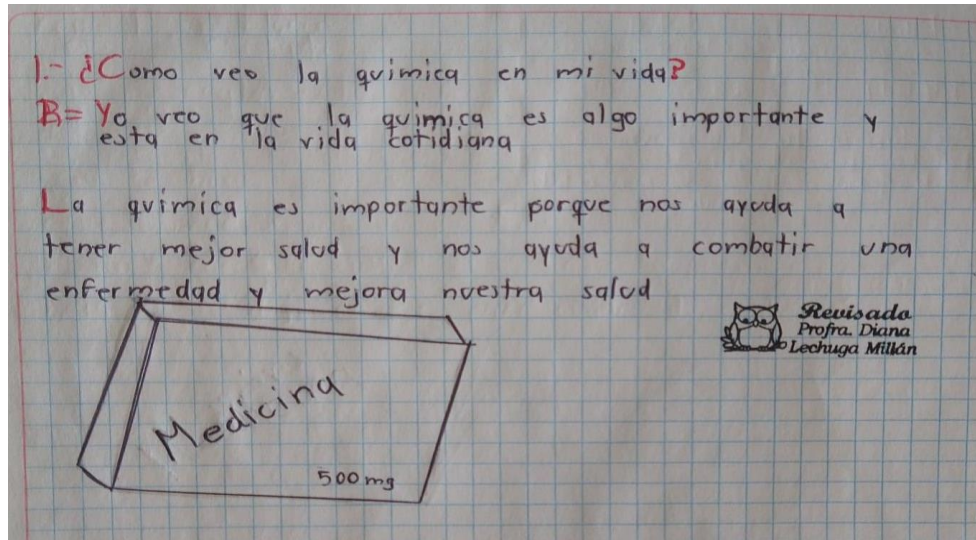 1.- ¿Como veo la quimica en mi vida?
R= Yo veo que la quimica es algo importante y
esta en la vida cotidiana
La quimica es importante porque nos ayuda a
tener mejor salud y nos ayuda a combatir una
enfermedad y mejora nuestra salud
Revisado
Profra. Diana
Lechuga Millán
Medicina
500 mg